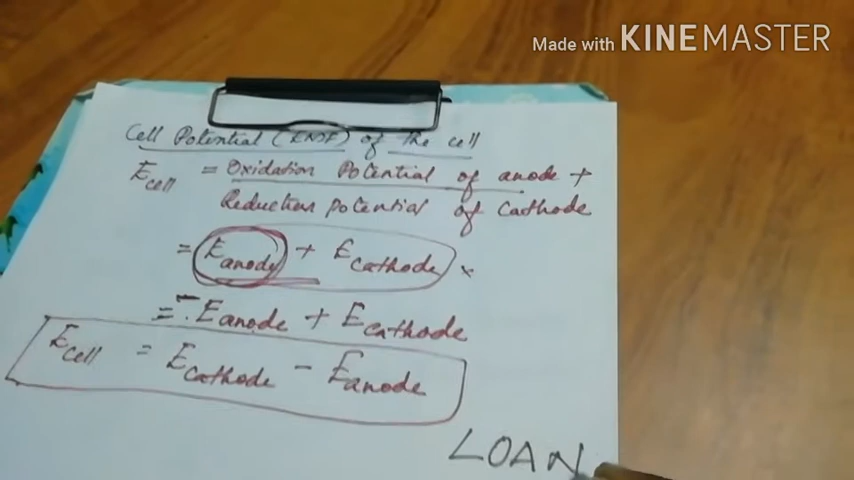 Made with KINEMASTER
Cell Potential (EMF) of the cell
Ecell = Oxidation Potential of anode +
Reduction potential of Cathode
= Eanode + Ecathode ×
= -Eanode + Ecathode
Ecell = Ecathode - Eanode
LOAN